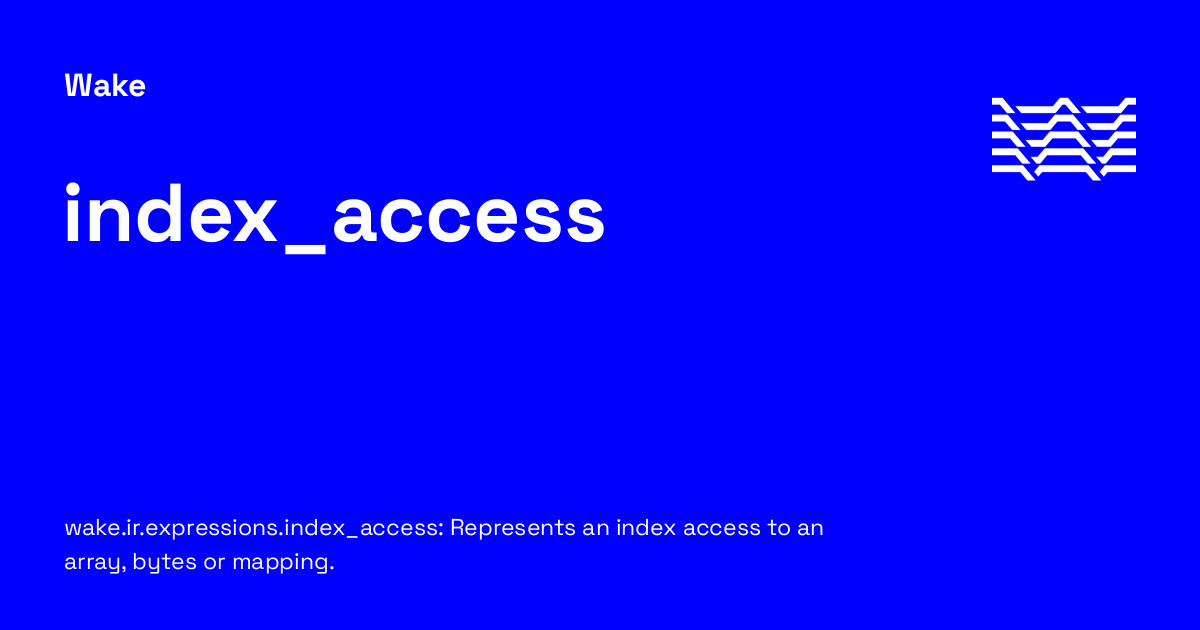 Wake
index_access
wake.ir.expressions.index_access: Represents an index access to an
array, bytes or mapping.